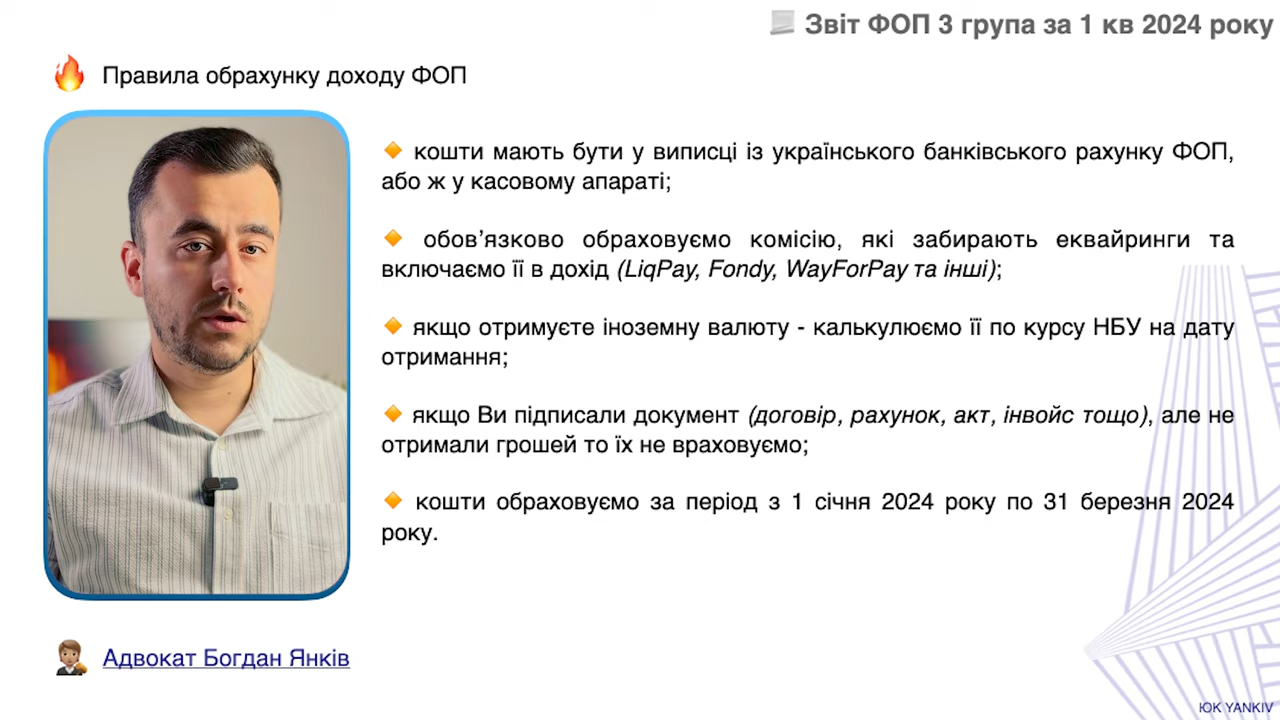 Звіт ФОП 3 група за 1 кв 2024 року
Правила обрахунку доходу ФОП
кошти мають бути у виписці із українського банківського рахунку ФОП,
або ж у касовому апараті;
обов’язково обраховуємо комісію, які забирають еквайринги та
включаємо її в дохід (LiqPay, Fondy, WayForPay та інші);
якщо отримуєте іноземну валюту - калькулюємо її по курсу НБУ на дату
отримання;
якщо Ви підписали документ (договір, рахунок, акт, інвойс тощо), але не
отримали грошей то їх не враховуємо;
кошти обраховуємо за період з 1 січня 2024 року по 31 березня 2024
року.
Адвокат Богдан Янків
ЮК YANKIV